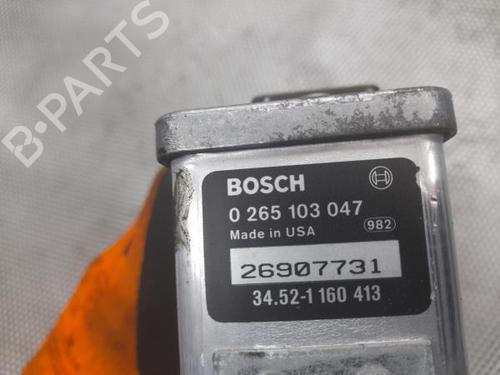 B-PARTS
BOSCH
0 265 103 047
Made in USA 982
26907731
34.52-1 160 413